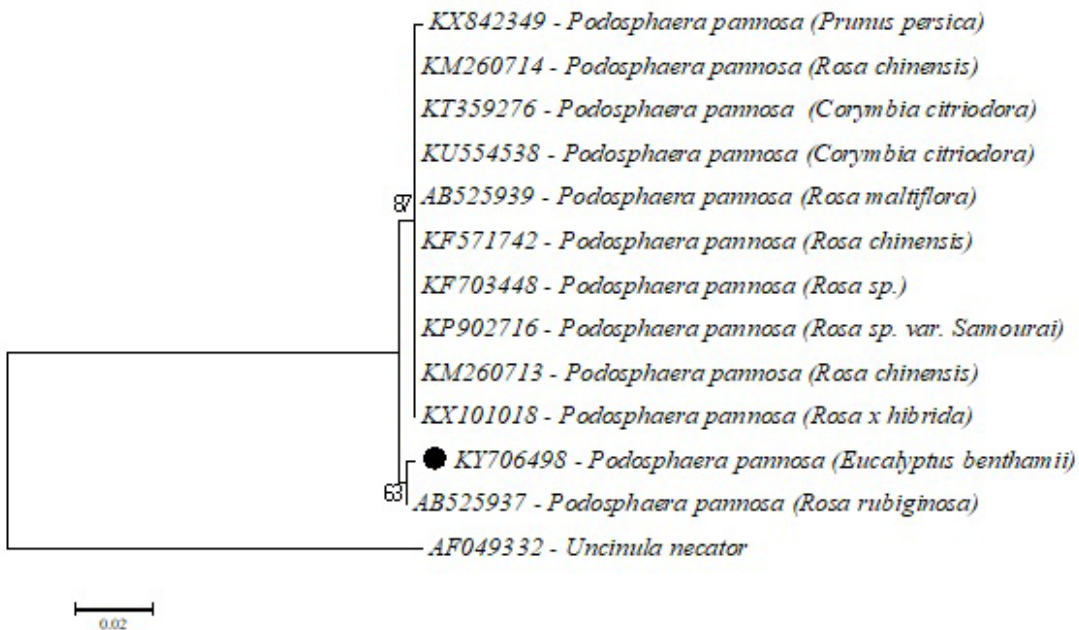 KX842349 - Podosphaera pannosa (Prunus persica)
KM260714 - Podosphaera pannosa (Rosa chinensis)
KT359276 - Podosphaera pannosa (Corymbia citriodora)
KU554538 - Podosphaera pannosa (Corymbia citriodora)
87
AB525939 - Podosphaera pannosa (Rosa maltiflora)
KF571742 - Podosphaera pannosa (Rosa chinensis)
KF703448 - Podosphaera pannosa (Rosa sp.)
KP902716 - Podosphaera pannosa (Rosa sp. var. Samourai)
KM260713 - Podosphaera pannosa (Rosa chinensis)
KX101018 - Podosphaera pannosa (Rosa x hibrida)
KY706498 - Podosphaera pannosa (Eucalyptus benthamii)
63
AB525937 - Podosphaera pannosa (Rosa rubiginosa)
AF049332 - Uncinula necator
0.02